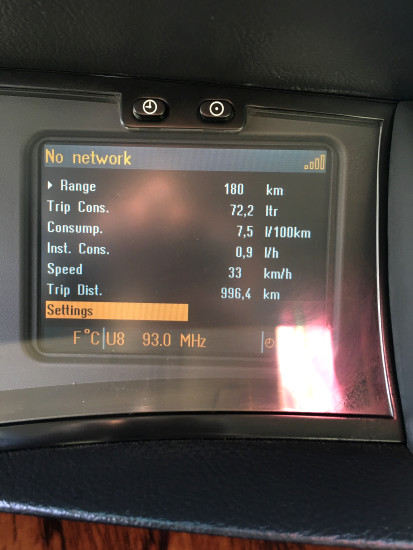 No network
Range 180 km
Trip Cons. 72,2 ltr
Consump. 7,5 l/100km
Inst. Cons. 0,9 l/h
Speed 33 km/h
Trip Dist. 996,4 km
Settings
F °C U8 93.0 MHz